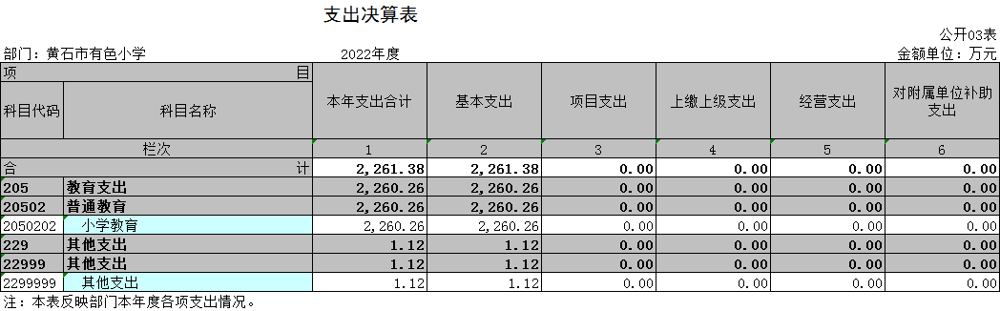 支出决算表
公开03表
部门：黄石市有色小学 2022年度 金额单位：万元
项 目 本年支出合计 基本支出 项目支出 上缴上级支出 经营支出 对附属单位补助支出
科目代码 科目名称
栏次 1 2 3 4 5 6
合 计 2,261.38 2,261.38 0.00 0.00 0.00 0.00
205 教育支出 2,260.26 2,260.26 0.00 0.00 0.00 0.00
20502 普通教育 2,260.26 2,260.26 0.00 0.00 0.00 0.00
2050202 小学教育 2,260.26 2,260.26 0.00 0.00 0.00 0.00
229 其他支出 1.12 1.12 0.00 0.00 0.00 0.00
22999 其他支出 1.12 1.12 0.00 0.00 0.00 0.00
2299999 其他支出 1.12 1.12 0.00 0.00 0.00 0.00
注：本表反映部门本年度各项支出情况。